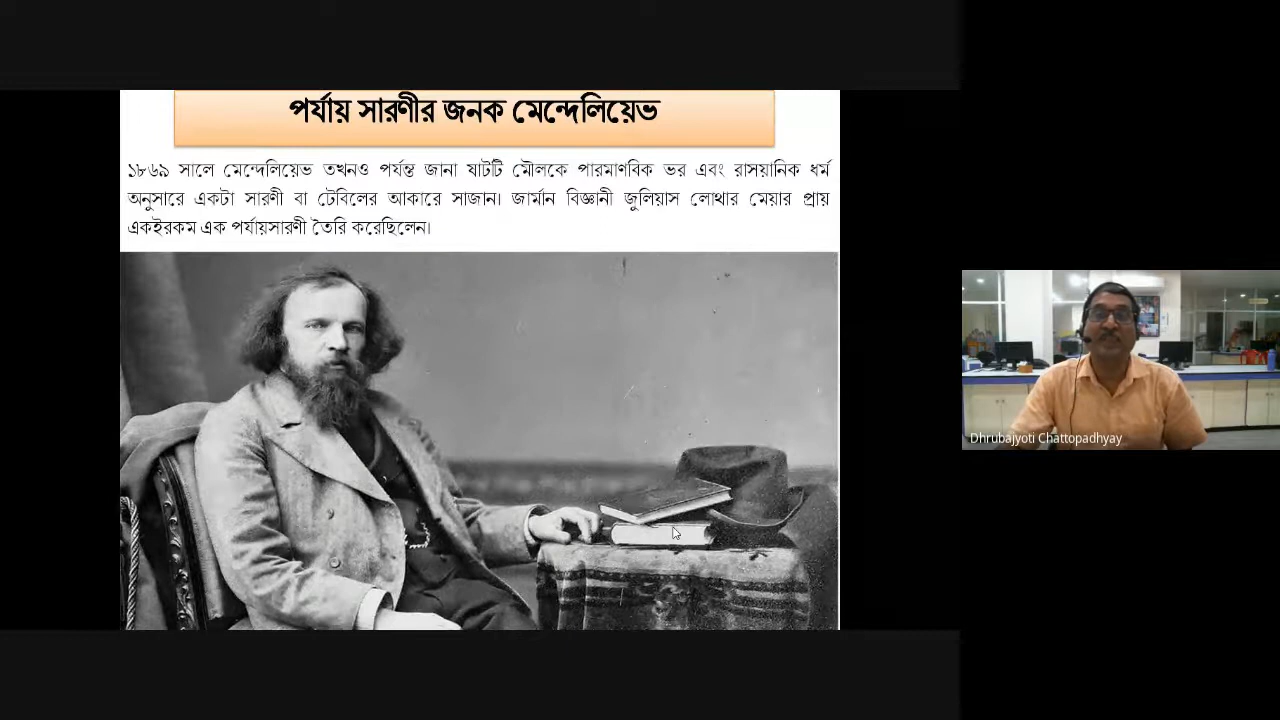 পর্যায় সারণীর জনক মেন্দেলিয়েভ
১৮৬৯ সালে মেন্দেলিয়েভ তখনও পর্যন্ত জানা ষাটটি মৌলকে পারমাণবিক ভর এবং রাসয়ানিক ধর্ম
অনুসারে একটা সারণী বা টেবিলের আকারে সাজান। জার্মান বিজ্ঞানী জুলিয়াস লোথার মেয়ার প্রায়
একইরকম এক পর্যায়সারণী তৈরি করেছিলেন।
Dhrubajyoti Chattopadhyay